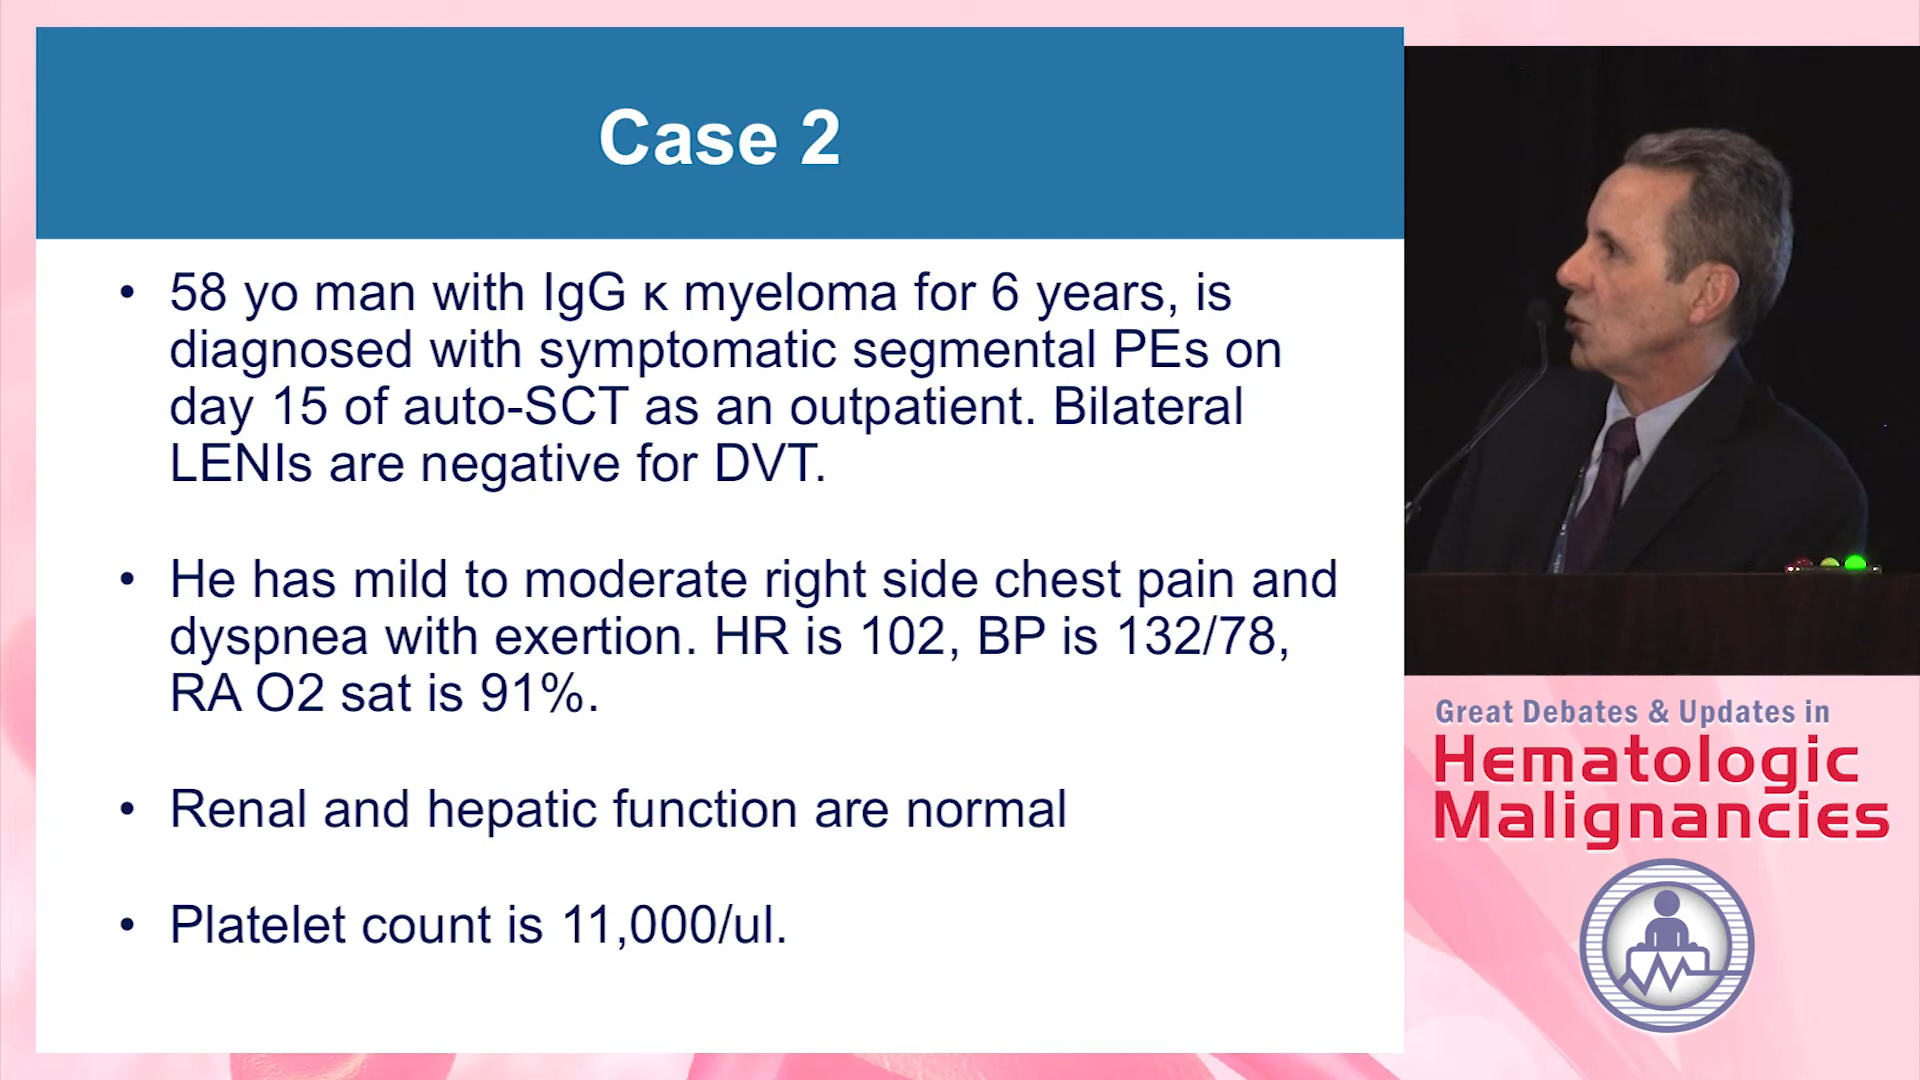 Case 2
• 58 yo man with IgG κ myeloma for 6 years, is
diagnosed with symptomatic segmental PEs on
day 15 of auto-SCT as an outpatient. Bilateral
LENIs are negative for DVT.
• He has mild to moderate right side chest pain and
dyspnea with exertion. HR is 102, BP is 132/78,
RA O2 sat is 91%.
• Renal and hepatic function are normal
• Platelet count is 11,000/ul.
Great Debates & Updates in
Hematologic
Malignancies